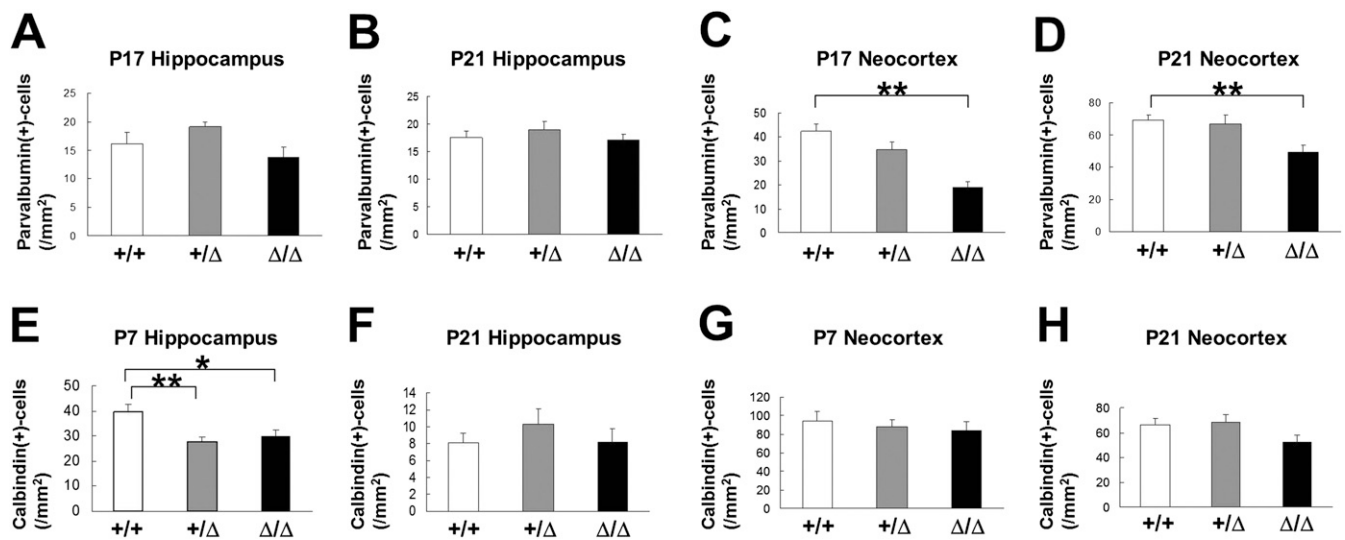 A
P17 Hippocampus
Parvalbumin(+)-cells
(/mm²)
25
20
15
10
5
0
+/+ +/Δ Δ/Δ
B
P21 Hippocampus
Parvalbumin(+)-cells
(/mm²)
25
20
15
10
5
0
+/+ +/Δ Δ/Δ
C
P17 Neocortex
**
Parvalbumin(+)-cells
(/mm²)
50
40
30
20
10
0
+/+ +/Δ Δ/Δ
D
P21 Neocortex
**
Parvalbumin(+)-cells
(/mm²)
80
60
40
20
0
+/+ +/Δ Δ/Δ
E
P7 Hippocampus
*
**
Calbindin(+)-cells
(/mm²)
50
40
30
20
10
0
+/+ +/Δ Δ/Δ
F
P21 Hippocampus
Calbindin(+)-cells
(/mm²)
14
12
10
8
6
4
2
0
+/+ +/Δ Δ/Δ
G
P7 Neocortex
Calbindin(+)-cells
(/mm²)
120
100
80
60
40
20
0
+/+ +/Δ Δ/Δ
H
P21 Neocortex
Calbindin(+)-cells
(/mm²)
80
60
40
20
0
+/+ +/Δ Δ/Δ